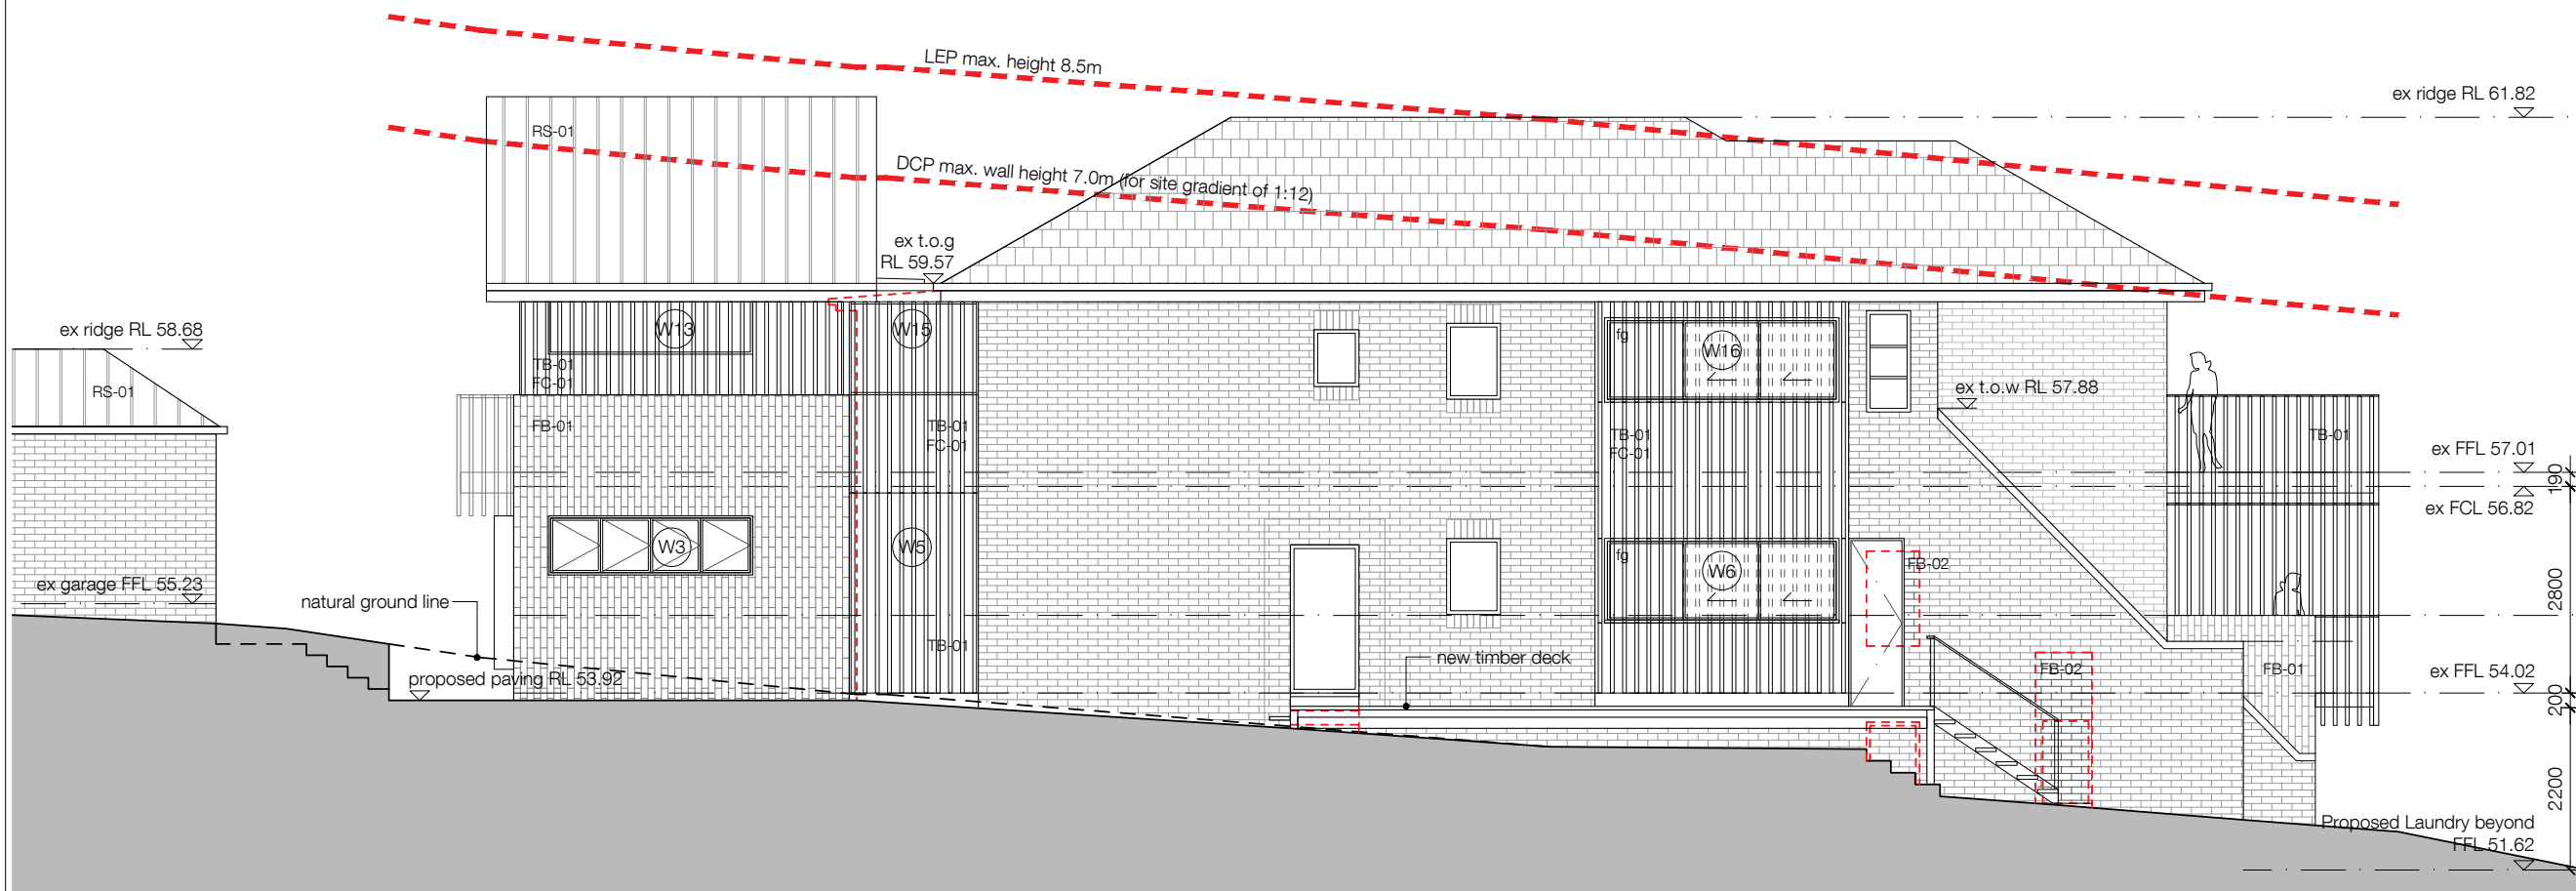 LEP max. height 8.5m
ex ridge RL 61.82
RS-01
DCP max. wall height 7.0m (for site gradient of 1:12)
ex t.o.g
RL 59.57
ex ridge RL 58.68
RS-01
W13
W15
TB-01
FC-01
FB-01
TB-01
FC-01
fg
W16
TB-01
FC-01
ex t.o.w RL 57.88
TB-01
ex FFL 57.01
190
ex FCL 56.82
W3
W5
fg
W6
FB-02
ex garage FFL 55.23
natural ground line
2800
TB-01
new timber deck
proposed paving RL 53.92
FB-02
FB-01
ex FFL 54.02
200
2200
Proposed Laundry beyond
FFL 51.62